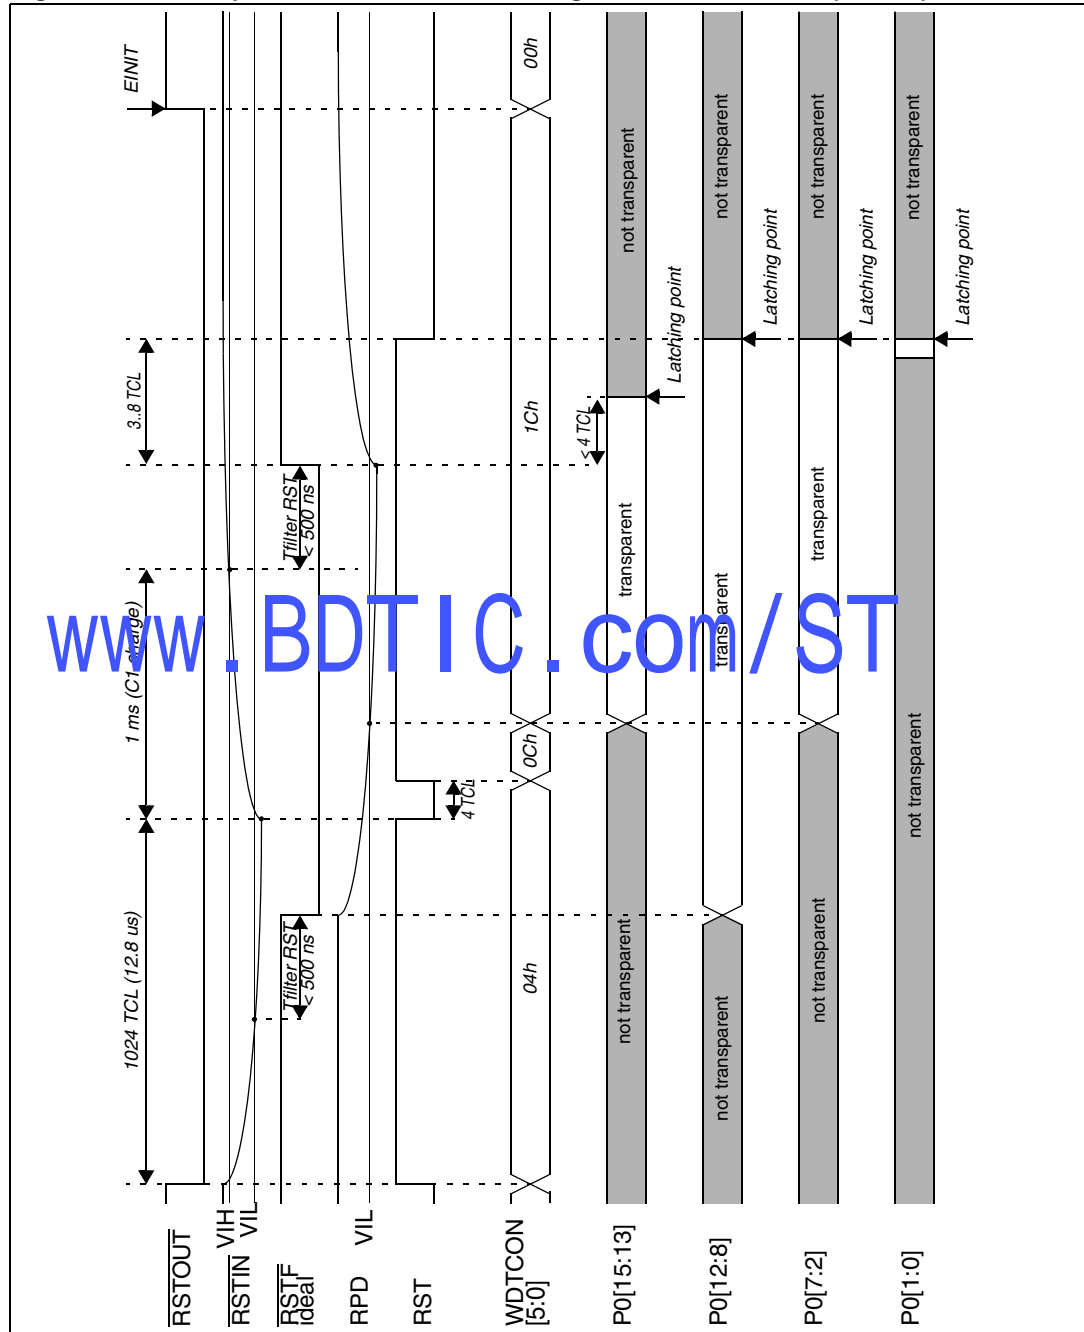 RSTOUT
EINIT
RSTIN
VIH
VIL
1024 TCL (12.8 us)
1 ms (C1 charge)
3..8 TCL
RSTF
ideal
Tfilter RST
< 500 ns
Tfilter RST
< 500 ns
RPD
VIL
RST
4 TCL
WDTCON
[5:0]
04h
0Ch
1Ch
00h
P0[15:13]
not transparent
transparent
not transparent
< 4 TCL
Latching point
P0[12:8]
not transparent
transparent
not transparent
Latching point
P0[7:2]
not transparent
transparent
not transparent
Latching point
P0[1:0]
not transparent
not transparent
Latching point
www.BDTIC.com/ST